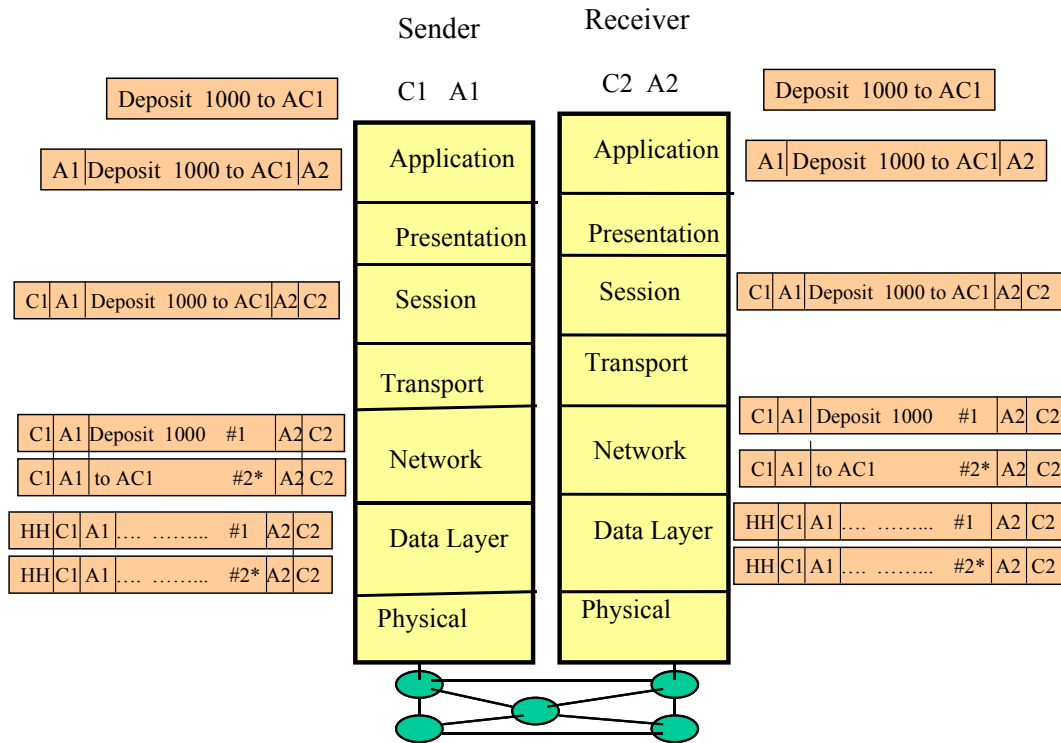 Sender
Receiver
C1 A1
C2 A2
Deposit 1000 to AC1
Deposit 1000 to AC1
A1 Deposit 1000 to AC1 A2
Application
Application
A1 Deposit 1000 to AC1 A2
Presentation
Presentation
C1 A1 Deposit 1000 to AC1 A2 C2
Session
Session
C1 A1 Deposit 1000 to AC1 A2 C2
Transport
Transport
C1 A1 Deposit 1000 #1 A2 C2
C1 A1 to AC1 #2* A2 C2
Network
Network
C1 A1 Deposit 1000 #1 A2 C2
C1 A1 to AC1 #2* A2 C2
HH C1 A1 …. ……... #1 A2 C2
HH C1 A1 …. ……... #2* A2 C2
Data Layer
Data Layer
HH C1 A1 …. ……... #1 A2 C2
HH C1 A1 …. ……... #2* A2 C2
Physical
Physical